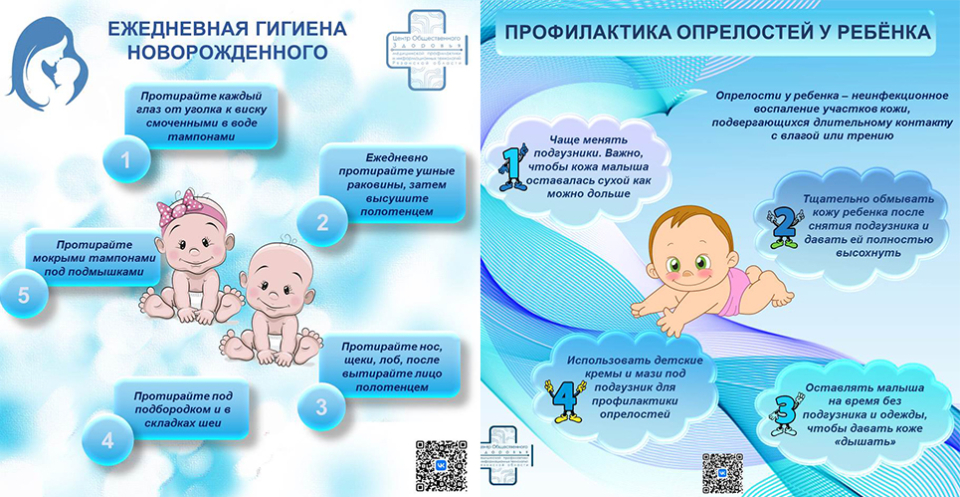 ЕЖЕДНЕВНАЯ ГИГИЕНА
НОВОРОЖДЕННОГО
Центр Общественного
Здоровья
Протирайте каждый
глаз от уголка к виску
смоченными в воде
тампонами
1
Ежедневно
протирайте ушные
раковины, затем
высушите
полотенцем
2
Протирайте нос,
щеки, лоб, после
вытирайте лицо
полотенцем
3
Протирайте под
подбородком и в
складках шеи
4
Протирайте
мокрыми тампонами
под подмышками
5
ПРОФИЛАКТИКА ОПРЕЛОСТЕЙ У РЕБЁНКА
Опрелости у ребенка – неинфекционное
воспаление участков кожи,
подвергающихся длительному контакту
с влагой или трению
1
Чаще менять
подгузники. Важно,
чтобы кожа малыша
оставалась сухой как
можно дольше
2
Тщательно обмывать
кожу ребенка после
снятия подгузника и
давать ей полностью
высохнуть
3
Оставлять малыша
на время без
подгузника и одежды,
чтобы давать коже
«дышать»
4
Использовать детские
кремы и мази под
подгузник для
профилактики
опрелостей
Центр Общественного
Здоровья